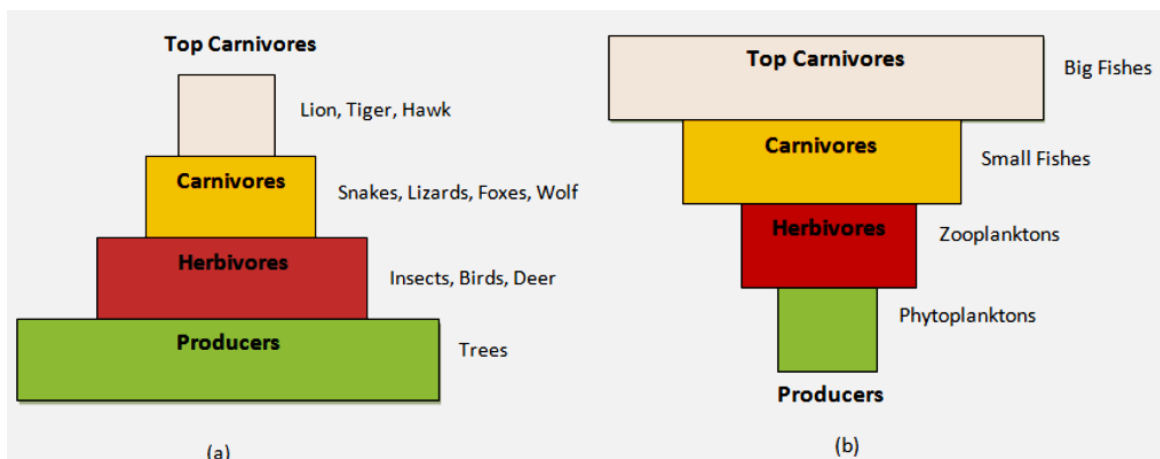 Top Carnivores
Lion, Tiger, Hawk
Carnivores
Snakes, Lizards, Foxes, Wolf
Herbivores
Insects, Birds, Deer
Producers
Trees
(a)
Top Carnivores
Big Fishes
Carnivores
Small Fishes
Herbivores
Zooplanktons
Phytoplanktons
Producers
(b)